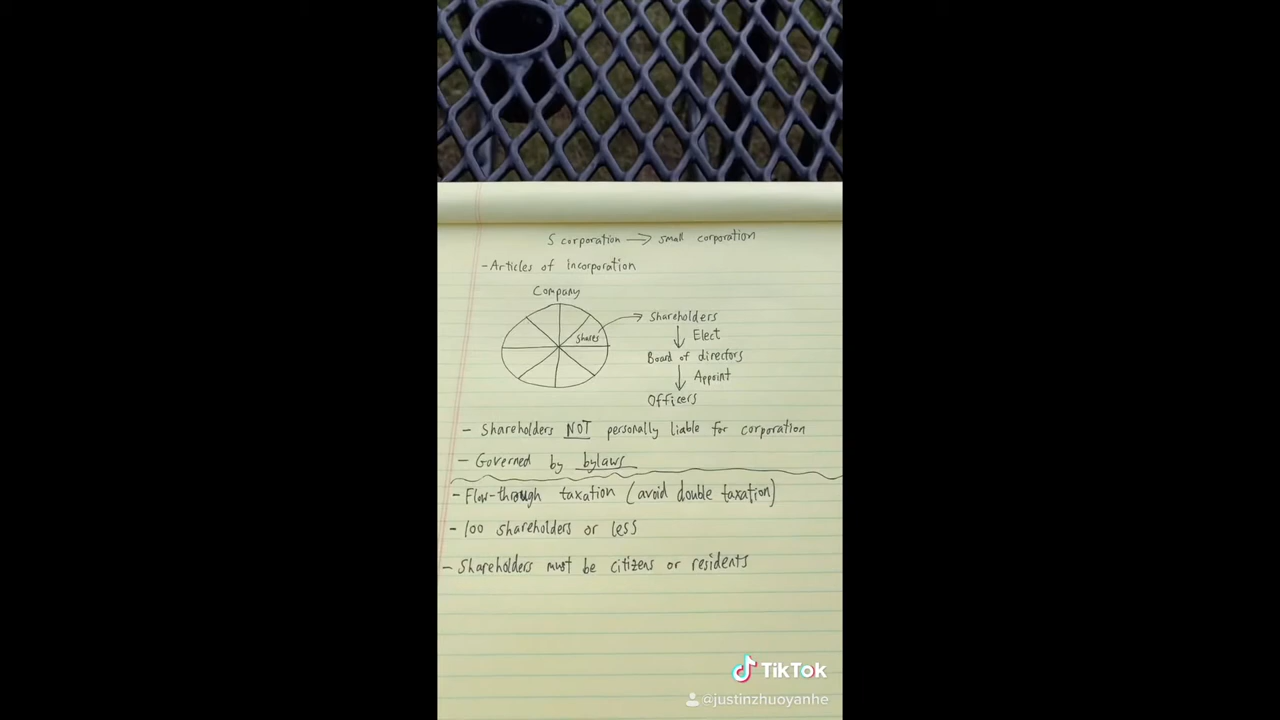 S corporation → small corporation
- Articles of incorporation
Company
shares
Shareholders
Elect
Board of directors
Appoint
Officers
- Shareholders NOT personally liable for corporation
- Governed by bylaws
- Flow-through taxation (avoid double taxation)
- 100 shareholders or less
- Shareholders must be citizens or residents
TikTok
@justinzhuoyanhe